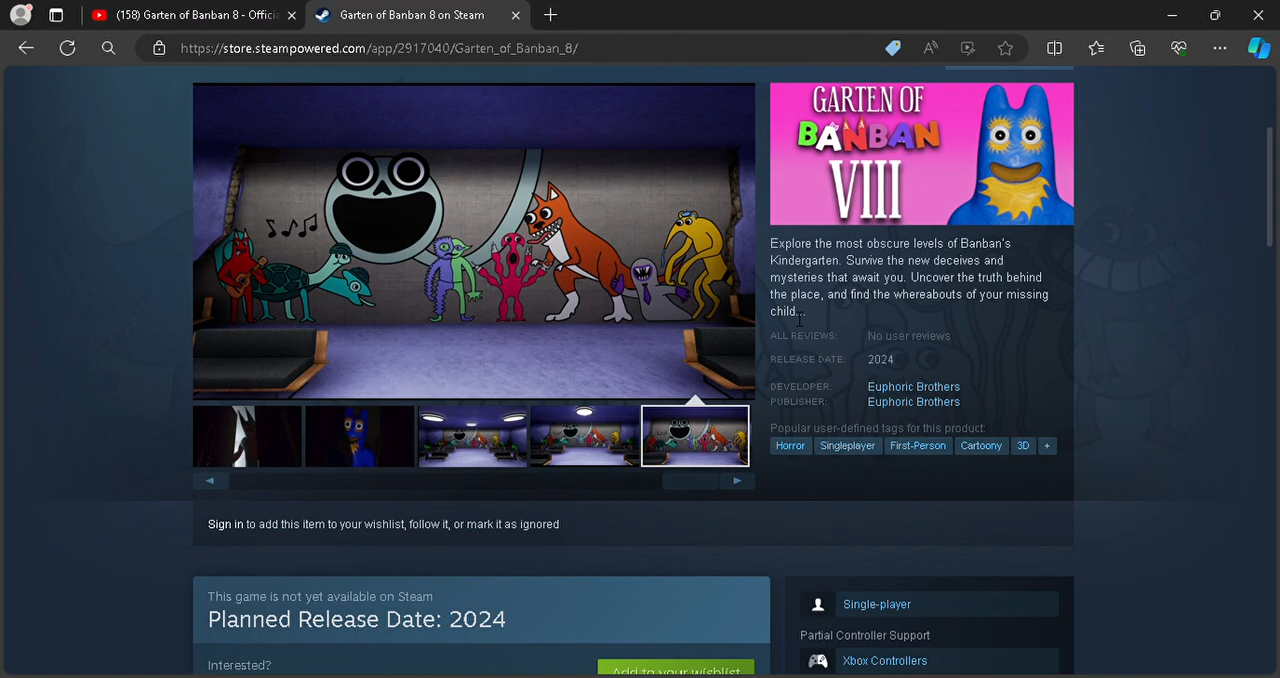 (158) Garten of Banban 8 - Officia
Garten of Banban 8 on Steam
https://store.steampowered.com/app/2917040/Garten_of_Banban_8/
GARTEN OF
BANBAN
VIII
Explore the most obscure levels of Banban's
Kindergarten. Survive the new deceives and
mysteries that await you. Uncover the truth behind
the place, and find the whereabouts of your missing
child...
ALL REVIEWS: No user reviews
RELEASE DATE: 2024
DEVELOPER: Euphoric Brothers
PUBLISHER: Euphoric Brothers
Popular user-defined tags for this product:
Horror Singleplayer First-Person Cartoony 3D +
Sign in to add this item to your wishlist, follow it, or mark it as ignored
This game is not yet available on Steam
Planned Release Date: 2024
Interested?
Add to your wishlist
Single-player
Partial Controller Support
Xbox Controllers